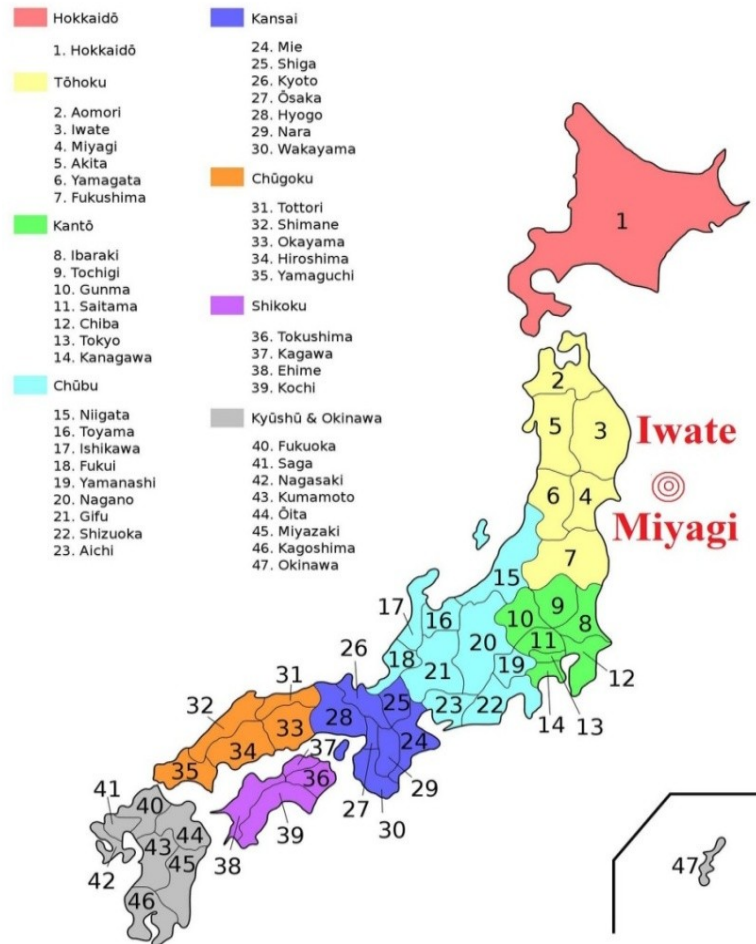 Hokkaidō
1. Hokkaidō
Tōhoku
2. Aomori
3. Iwate
4. Miyagi
5. Akita
6. Yamagata
7. Fukushima
Kantō
8. Ibaraki
9. Tochigi
10. Gunma
11. Saitama
12. Chiba
13. Tokyo
14. Kanagawa
Chūbu
15. Niigata
16. Toyama
17. Ishikawa
18. Fukui
19. Yamanashi
20. Nagano
21. Gifu
22. Shizuoka
23. Aichi
Kansai
24. Mie
25. Shiga
26. Kyoto
27. Ōsaka
28. Hyogo
29. Nara
30. Wakayama
Chūgoku
31. Tottori
32. Shimane
33. Okayama
34. Hiroshima
35. Yamaguchi
Shikoku
36. Tokushima
37. Kagawa
38. Ehime
39. Kochi
Kyūshū & Okinawa
40. Fukuoka
41. Saga
42. Nagasaki
43. Kumamoto
44. Ōita
45. Miyazaki
46. Kagoshima
47. Okinawa
1
2
5
3
Iwate
6
4
Miyagi
7
15
9
17
16
10
8
20
11
26
18
21
19
12
31
32
28
25
23
22
14
13
33
24
34
37
35
36
29
41
40
27
39
30
44
43
38
42
45
47
46